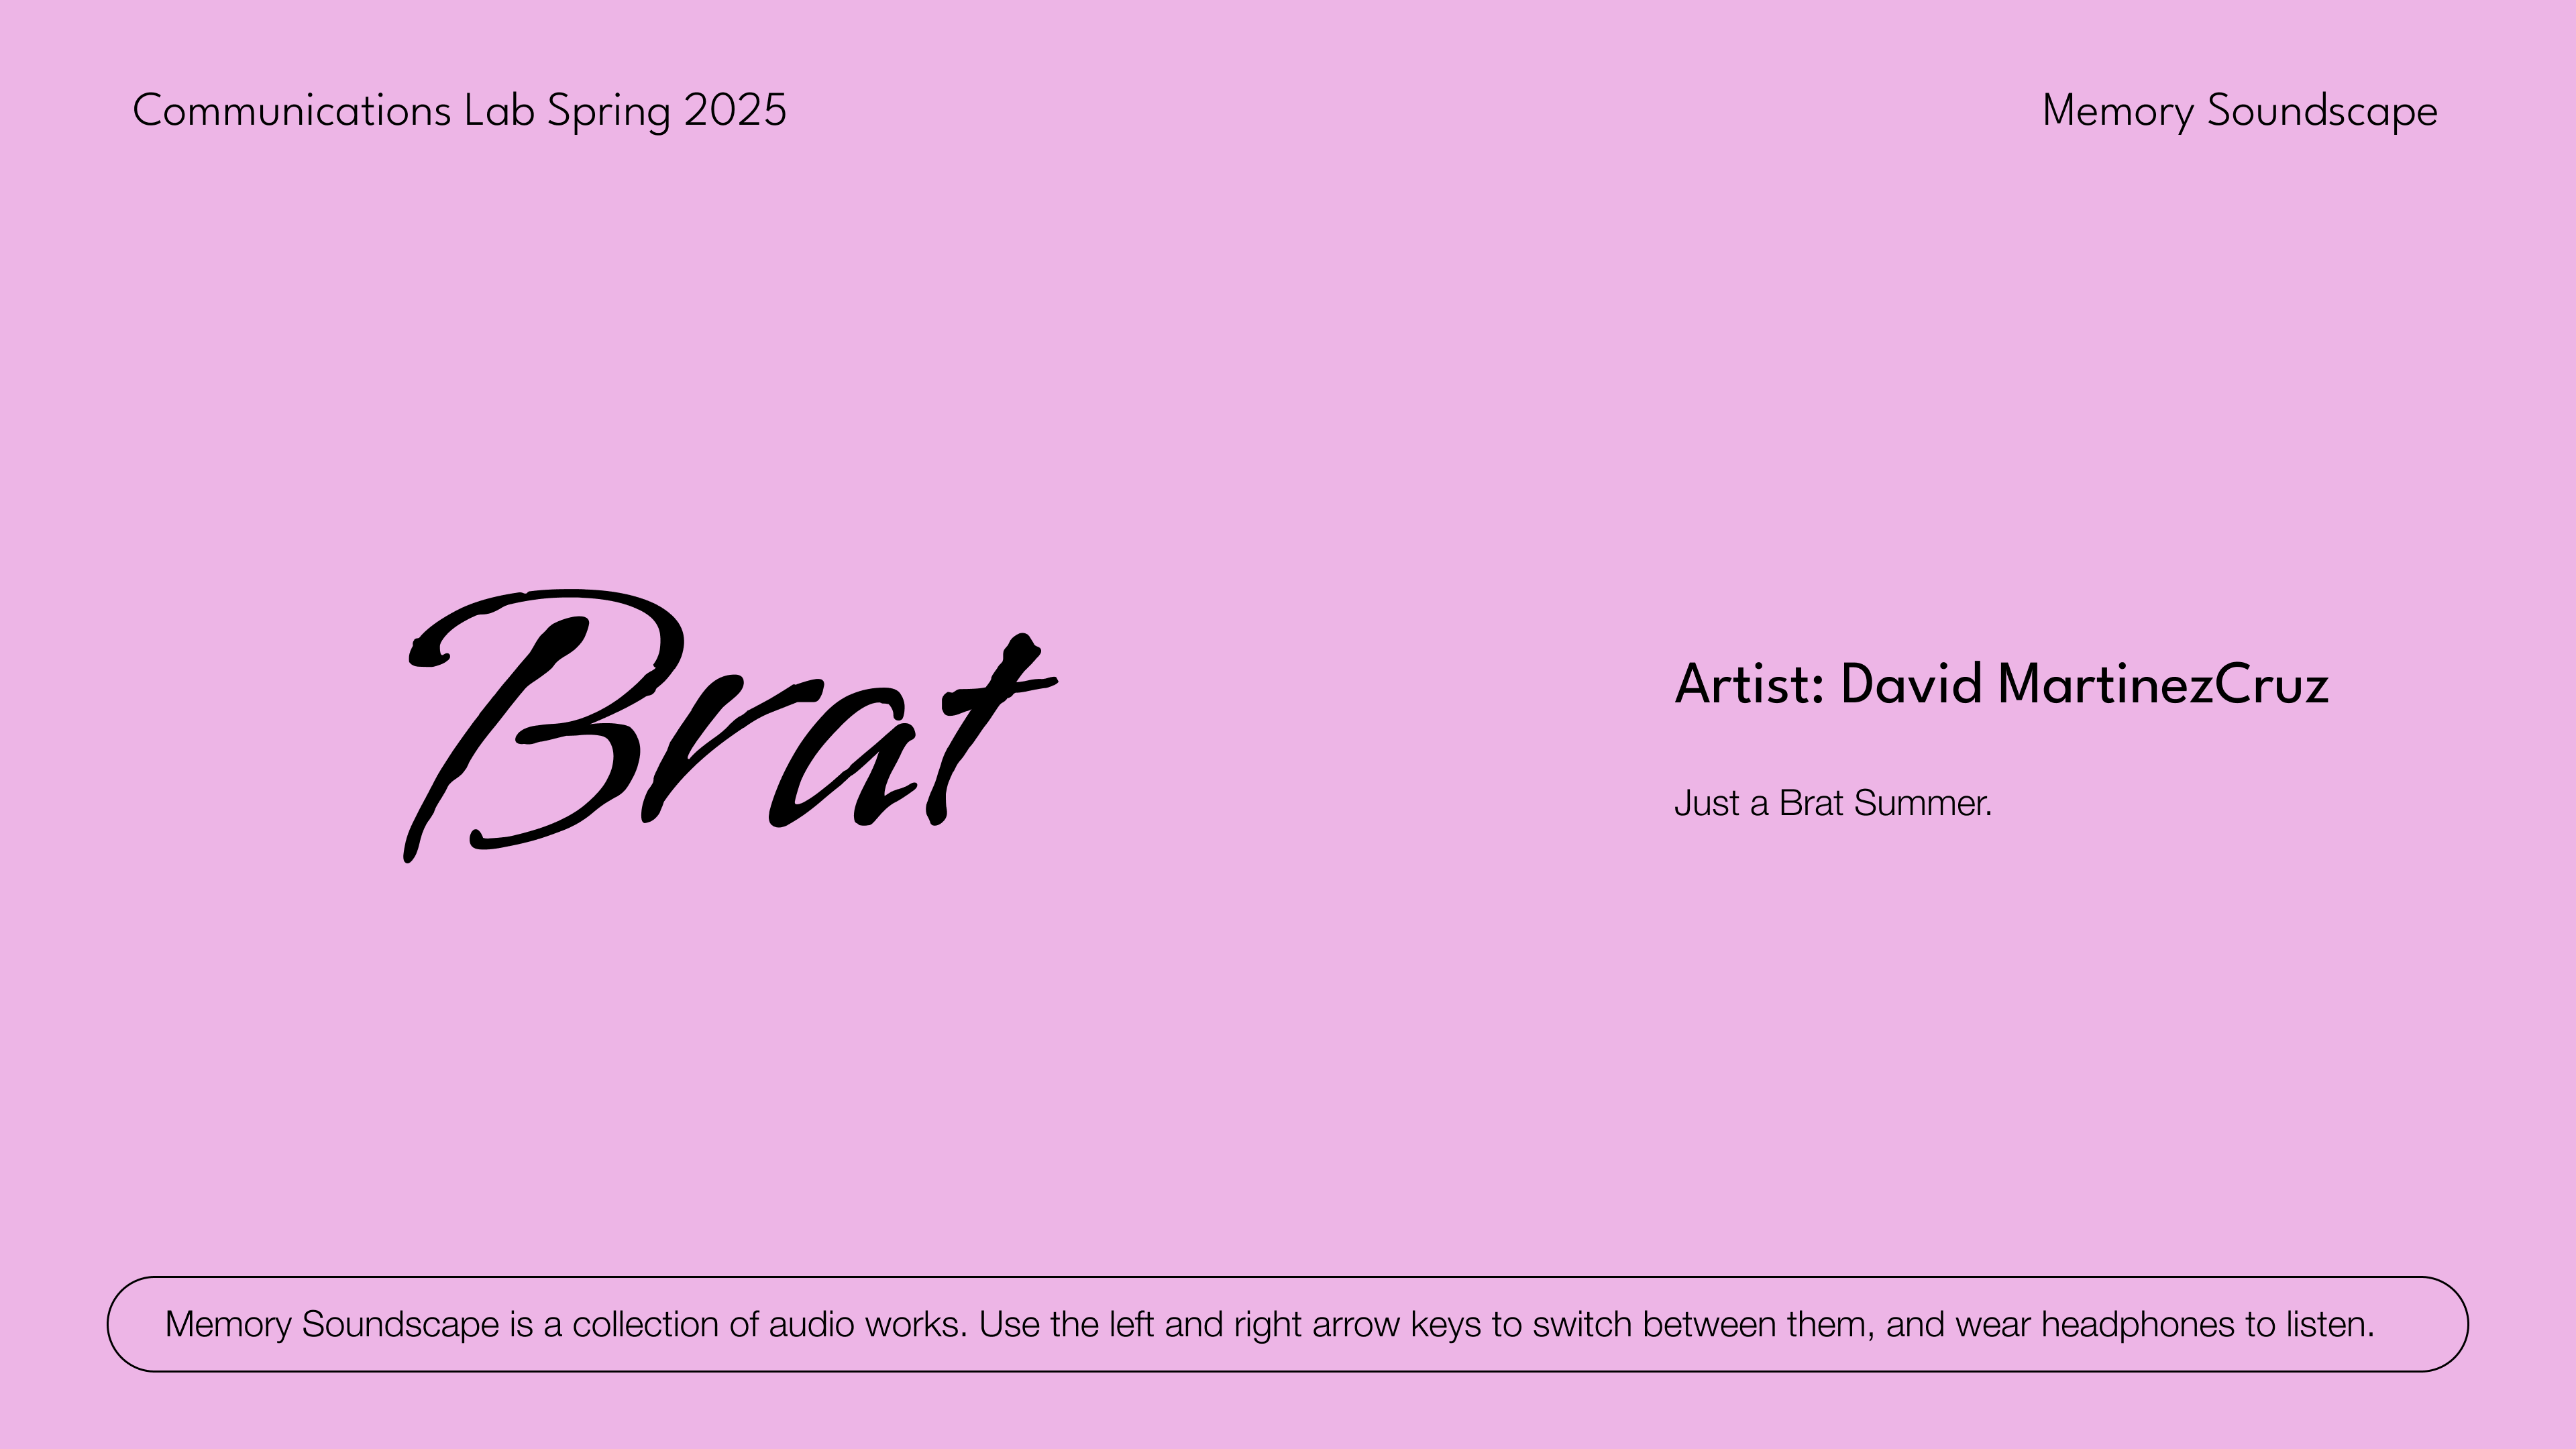 Communications Lab Spring 2025
Memory Soundscape
Brat
Artist: David MartinezCruz
Just a Brat Summer.
Memory Soundscape is a collection of audio works. Use the left and right arrow keys to switch between them, and wear headphones to listen.